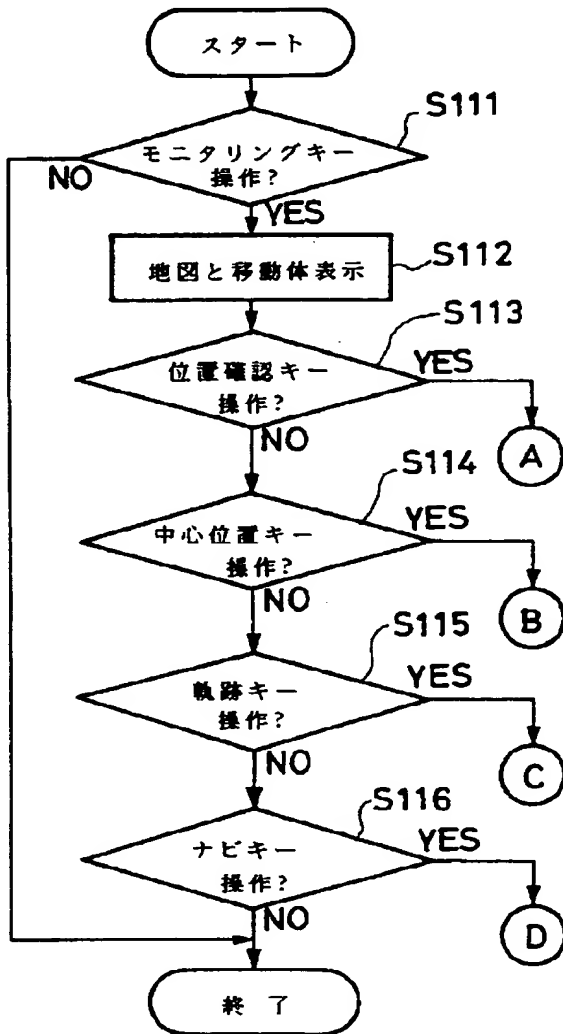 スタート
S111
モニタリングキー
操作?
NO
YES
S112
地図と移動体表示
S113
位置確認キー
操作?
YES
NO
A
S114
中心位置キー
操作?
YES
NO
B
S115
軌跡キー
操作?
YES
NO
C
S116
ナビキー
操作?
YES
NO
D
終了